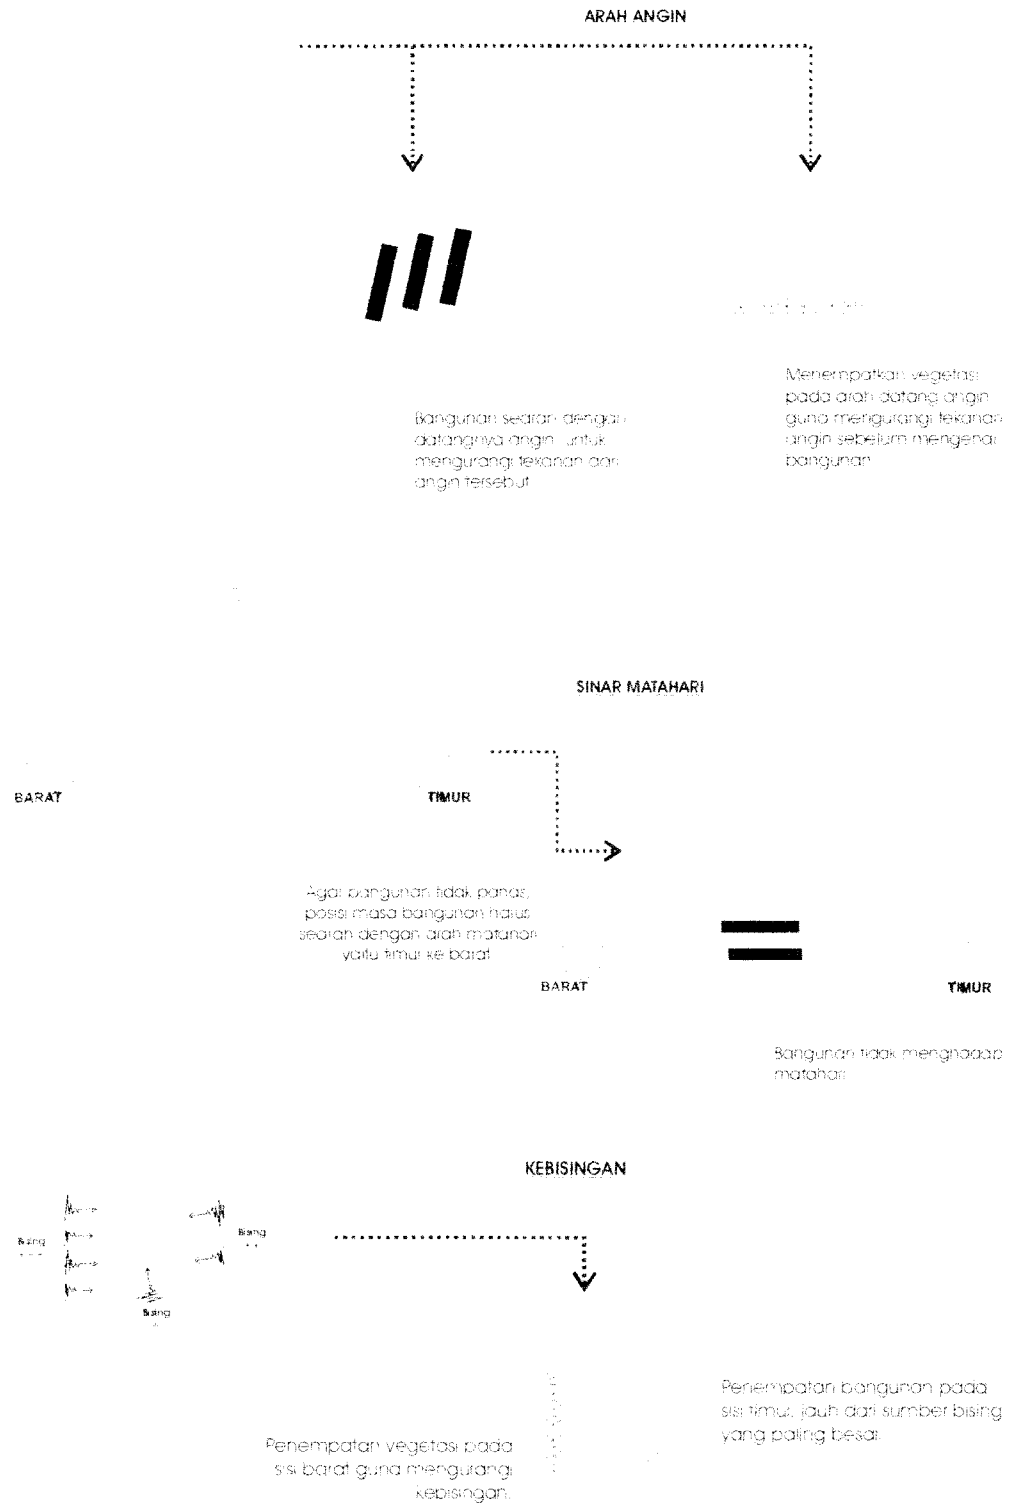 ARAH ANGIN
Menempatkan vegetasi
pada arah datang angin
guna mengurangi tekanan
angin sebelum mengenai
bangunan
Bangunan searah dengan
datangnya angin untuk
mengurangi tekanan dari
angin tersebut
SINAR MATAHARI
BARAT
TIMUR
Agar bangunan tidak panas,
posisi masa bangunan harus
searah dengan arah matahari
yaitu timur ke barat
BARAT
TIMUR
Bangunan tidak menghadap
matahari
KEBISINGAN
Bising
Bising
Bising
Penempatan bangunan pada
sisi timur, jauh dari sumber bising
yang paling besar
Penempatan vegetasi pada
sisi barat guna mengurangi
kebisingan.